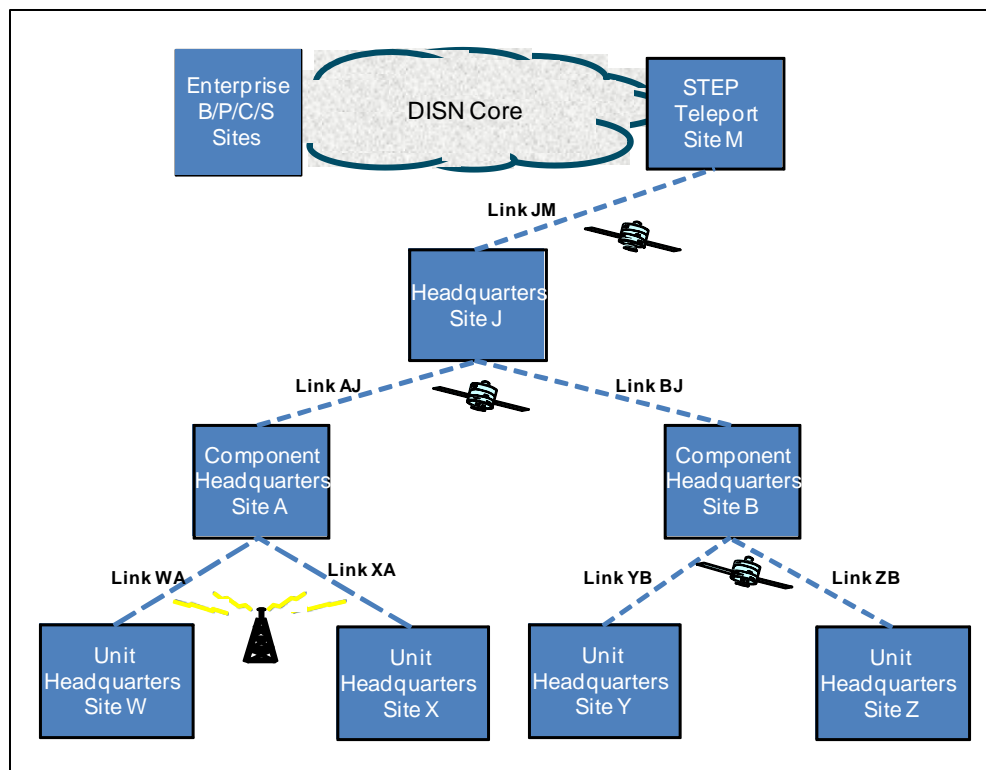 Enterprise
B/P/C/S
Sites
DISN Core
STEP
Teleport
Site M
Link JM
Headquarters
Site J
Link AJ
Link BJ
Component
Headquarters
Site A
Component
Headquarters
Site B
Link WA
Link XA
Link YB
Link ZB
Unit
Headquarters
Site W
Unit
Headquarters
Site X
Unit
Headquarters
Site Y
Unit
Headquarters
Site Z